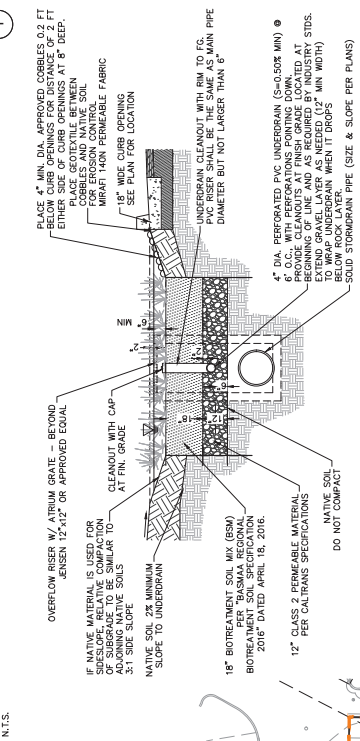 N.T.S.
1
OVERFLOW RISER W/ ATRIUM GRATE – BEYOND
JENSEN 12"x12" OR APPROVED EQUAL
IF NATIVE MATERIAL IS USED FOR
SIDESLOPE, RELATIVE COMPACTION
OF SUBGRADE TO BE SIMILAR TO
ADJOINING NATIVE SOILS
3:1 SIDE SLOPE
NATIVE SOIL 2% MINIMUM
SLOPE TO UNDERDRAIN
18" BIOTREATMENT SOIL MIX (BSM)
PER "BASMAA REGIONAL
BIOTREATMENT SOIL SPECIFICATION
2016" DATED APRIL 18, 2016.
12" CLASS 2 PERMEABLE MATERIAL
PER CALTRANS SPECIFICATIONS
NATIVE SOIL
DO NOT COMPACT
CLEANOUT WITH CAP
AT FIN. GRADE
6"
MIN
2"
18"
2"
12"
6"
PLACE 4" MIN. DIA. APPROVED COBBLES 0.2 FT
BELOW CURB OPENINGS FOR DISTANCE OF 2 FT
EITHER SIDE OF CURB OPENINGS AT 8" DEEP.
PLACE GEOTEXTILE BETWEEN
COBBLES AND NATIVE SOIL
FOR EROSION CONTROL
MIRAFI 140N PERMEABLE FABRIC
18" WIDE CURB OPENING
SEE PLAN FOR LOCATION
UNDERDRAIN CLEANOUT WITH RIM TO FG.
PVC RISER SHALL BE THE SAME AS MAIN PIPE
DIAMETER BUT NOT LARGER THAN 6"
4" DIA. PERFORATED PVC UNDERDRAIN (S=0.50% MIN) @
6' O.C. WITH PERFORATIONS POINTING DOWN.
PROVIDE CLEANOUTS AT FINISH GRADE LOCATED AT
BEGINNING OF LINE AND AS REQUIRED BY INDUSTRY STDS.
EXTEND GRAVEL LAYER AS NEEDED (12" MIN WIDTH)
TO WRAP UNDERDRAIN WHEN IT DROPS
BELOW ROCK LAYER.
SOLID STORMDRAIN PIPE (SIZE & SLOPE PER PLANS)